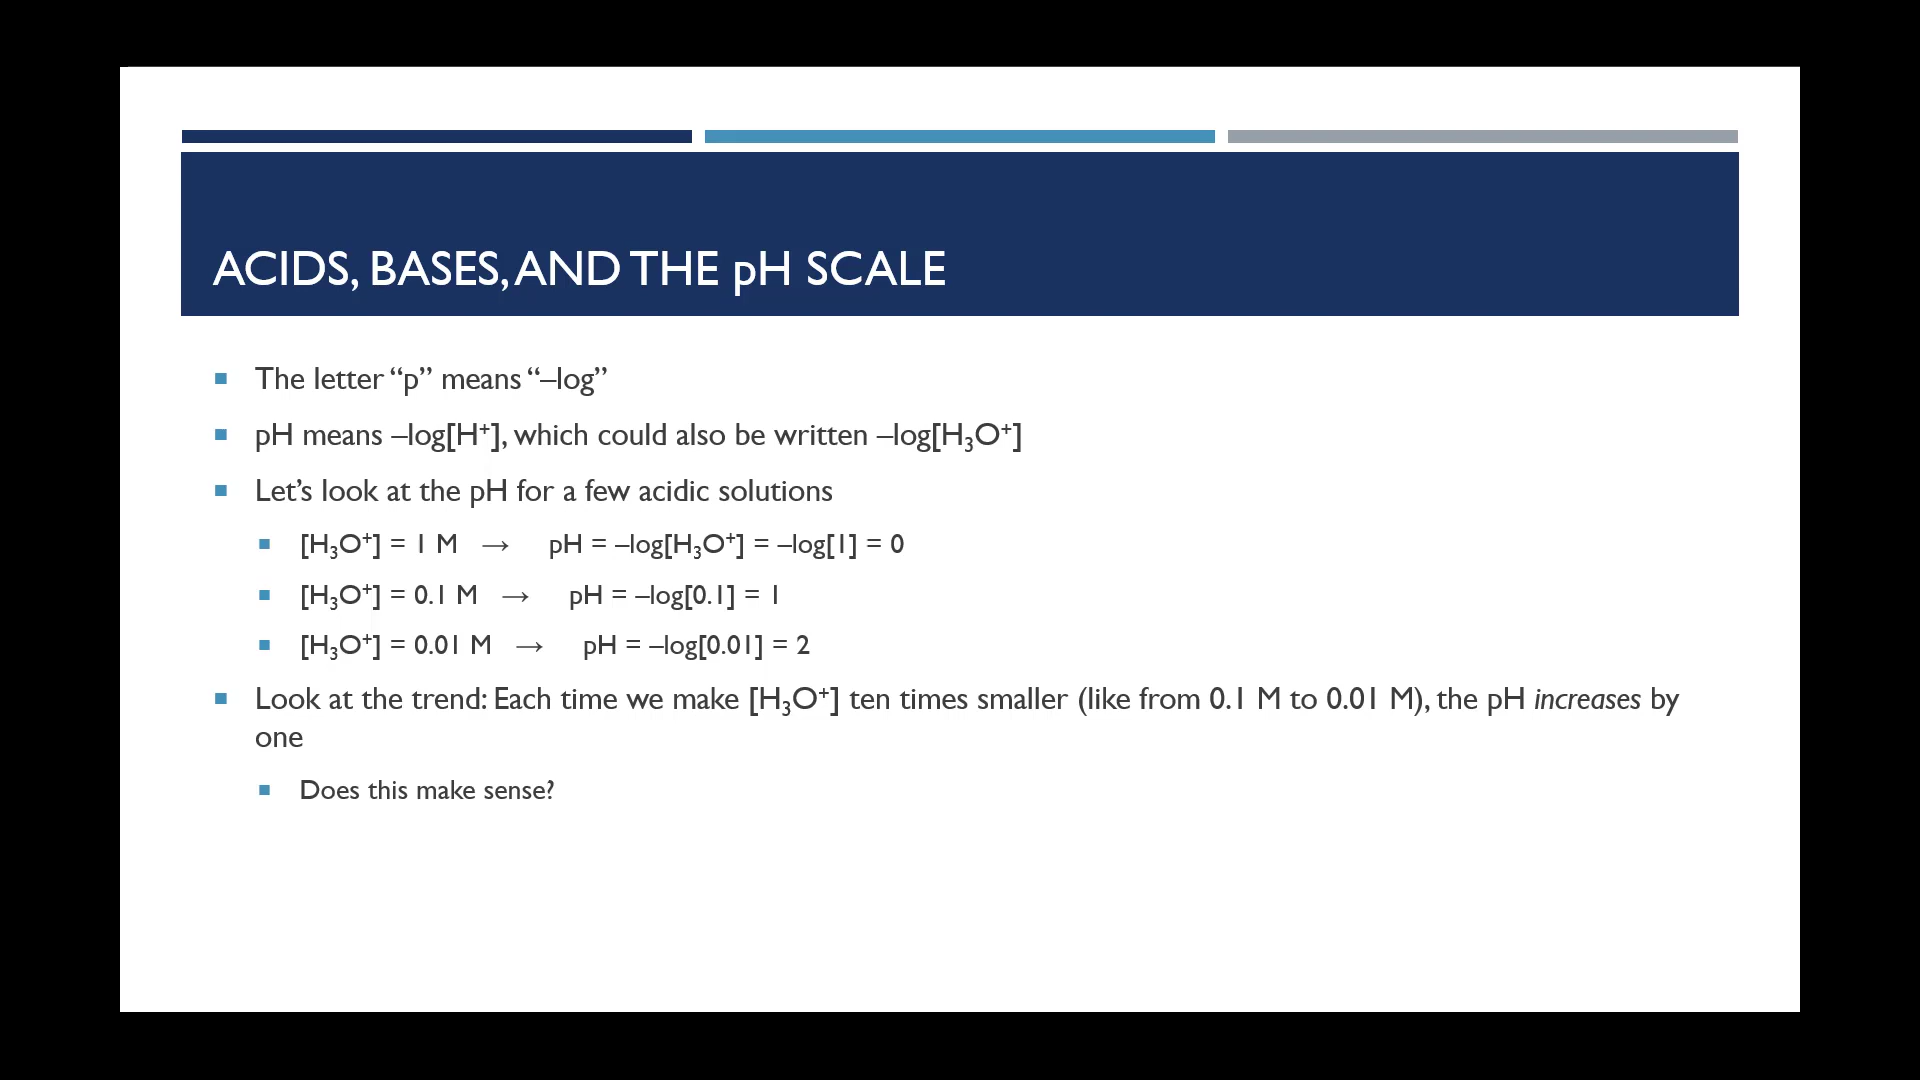 ACIDS, BASES, AND THE pH SCALE
The letter “p” means “–log”
pH means –log[H⁺], which could also be written –log[H₃O⁺]
Let’s look at the pH for a few acidic solutions
[H₃O⁺] = 1 M → pH = –log[H₃O⁺] = –log[1] = 0
[H₃O⁺] = 0.1 M → pH = –log[0.1] = 1
[H₃O⁺] = 0.01 M → pH = –log[0.01] = 2
Look at the trend: Each time we make [H₃O⁺] ten times smaller (like from 0.1 M to 0.01 M), the pH increases by
one
Does this make sense?